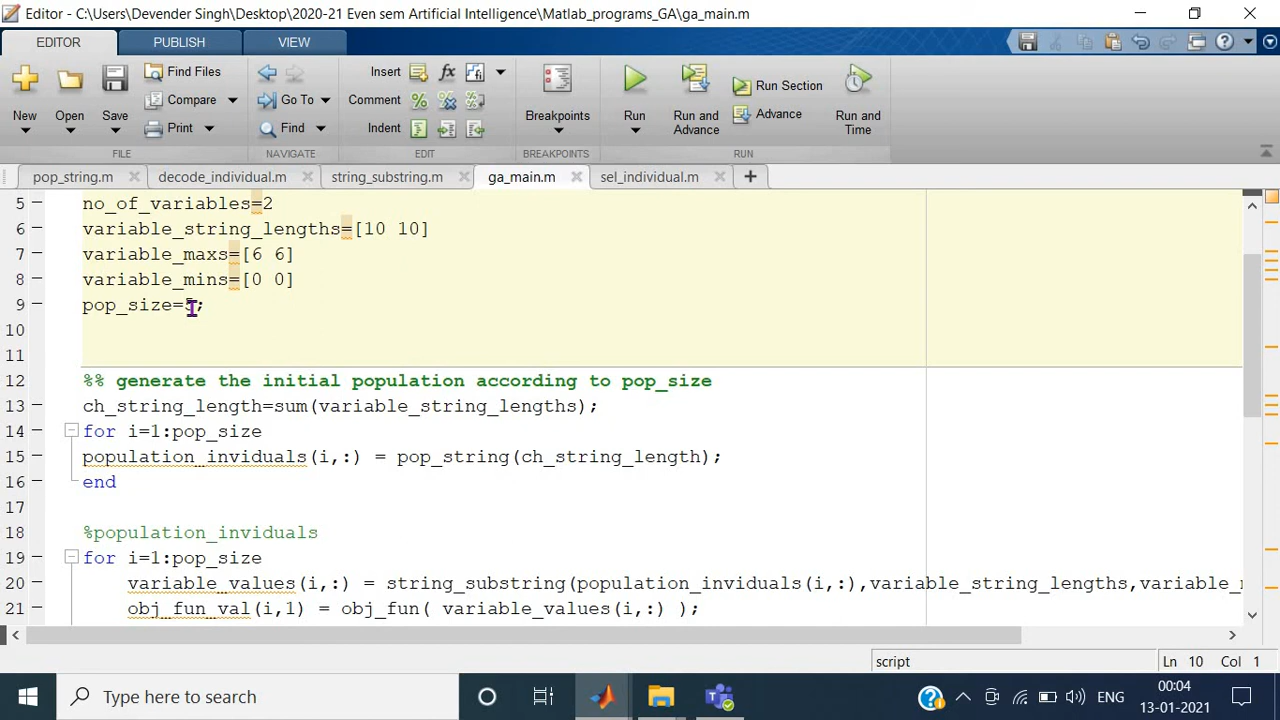 Editor - C:\Users\Devender Singh\Desktop\2020-21 Even sem Artificial Intelligence\Matlab_programs_GA\ga_main.m
EDITOR PUBLISH VIEW
New Open Save Find Files Compare Print Go To Find Insert fx Comment Indent Breakpoints Run Run and Advance Run Section Advance Run and Time
FILE NAVIGATE EDIT BREAKPOINTS RUN
pop_string.m decode_individual.m string_substring.m ga_main.m sel_individual.m
5 no_of_variables=2
6 variable_string_lengths=[10 10]
7 variable_maxs=[6 6]
8 variable_mins=[0 0]
9 pop_size=5;
10
11
12 %% generate the initial population according to pop_size
13 ch_string_length=sum(variable_string_lengths);
14 for i=1:pop_size
15 population_inviduals(i,:) = pop_string(ch_string_length);
16 end
17
18 %population_inviduals
19 for i=1:pop_size
20 variable_values(i,:) = string_substring(population_inviduals(i,:),variable_string_lengths,variable_
21 obj_fun_val(i,1) = obj_fun( variable_values(i,:) );
script Ln 10 Col 1
Type here to search ENG 00:04
13-01-2021